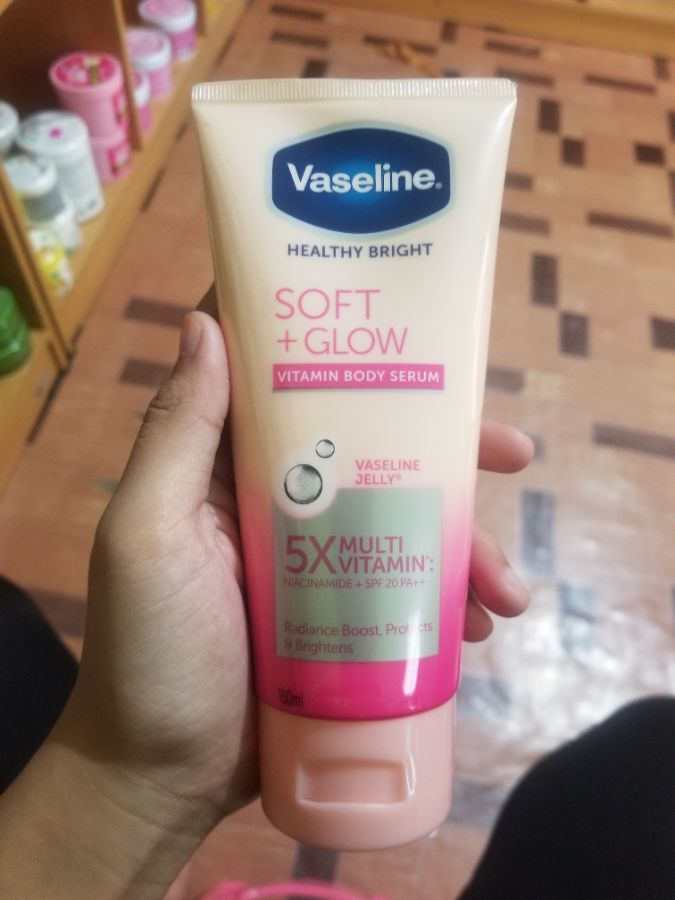 Vaseline®
HEALTHY BRIGHT
SOFT
+ GLOW
VITAMIN BODY SERUM
VASELINE
JELLY®
5X MULTI
VITAMIN^:
NIACINAMIDE + SPF 20 PA++
Radiance Boost, Protects
& Brightens
180ml